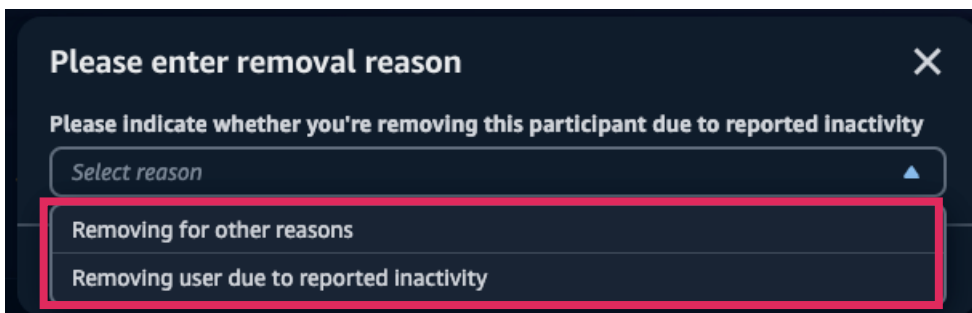 Please enter removal reason
Please indicate whether you're removing this participant due to reported inactivity
Select reason
Removing for other reasons
Removing user due to reported inactivity